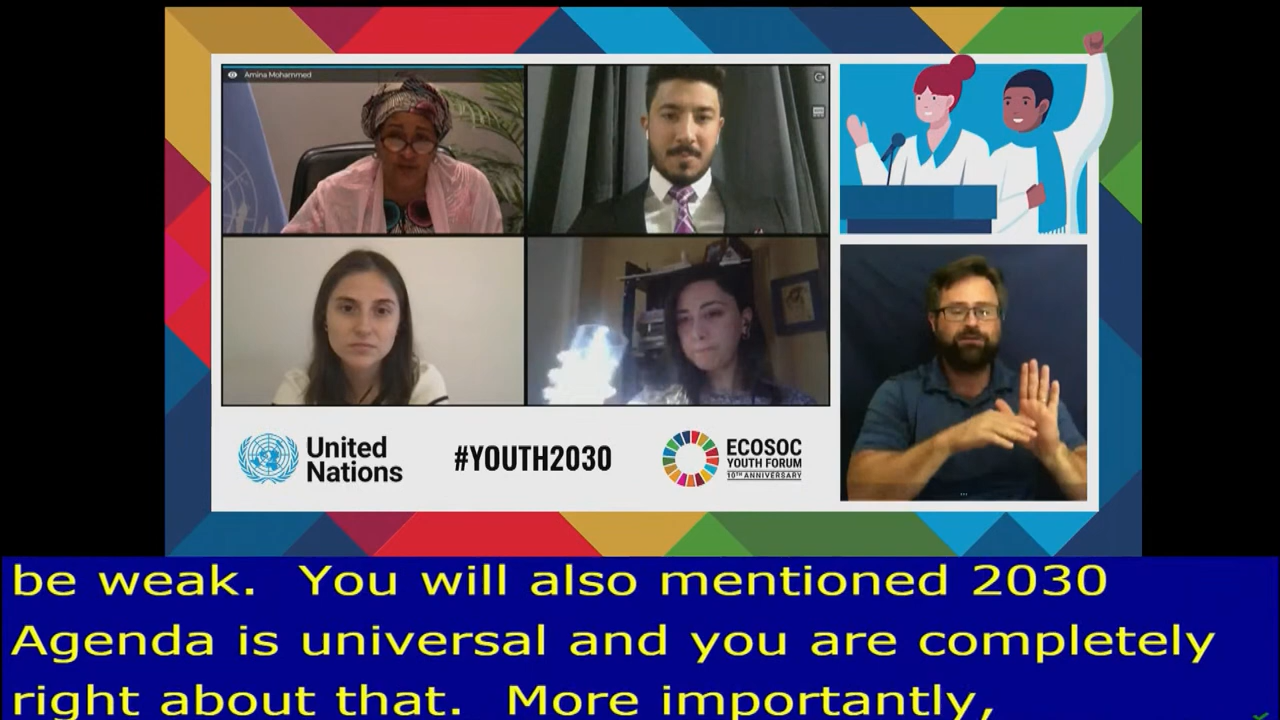 Amina Mohammed
United
Nations
#YOUTH2030
ECOSOC
YOUTH FORUM
10TH ANNIVERSARY
be weak.  You will also mentioned 2030
Agenda is universal and you are completely
right about that.  More importantly,